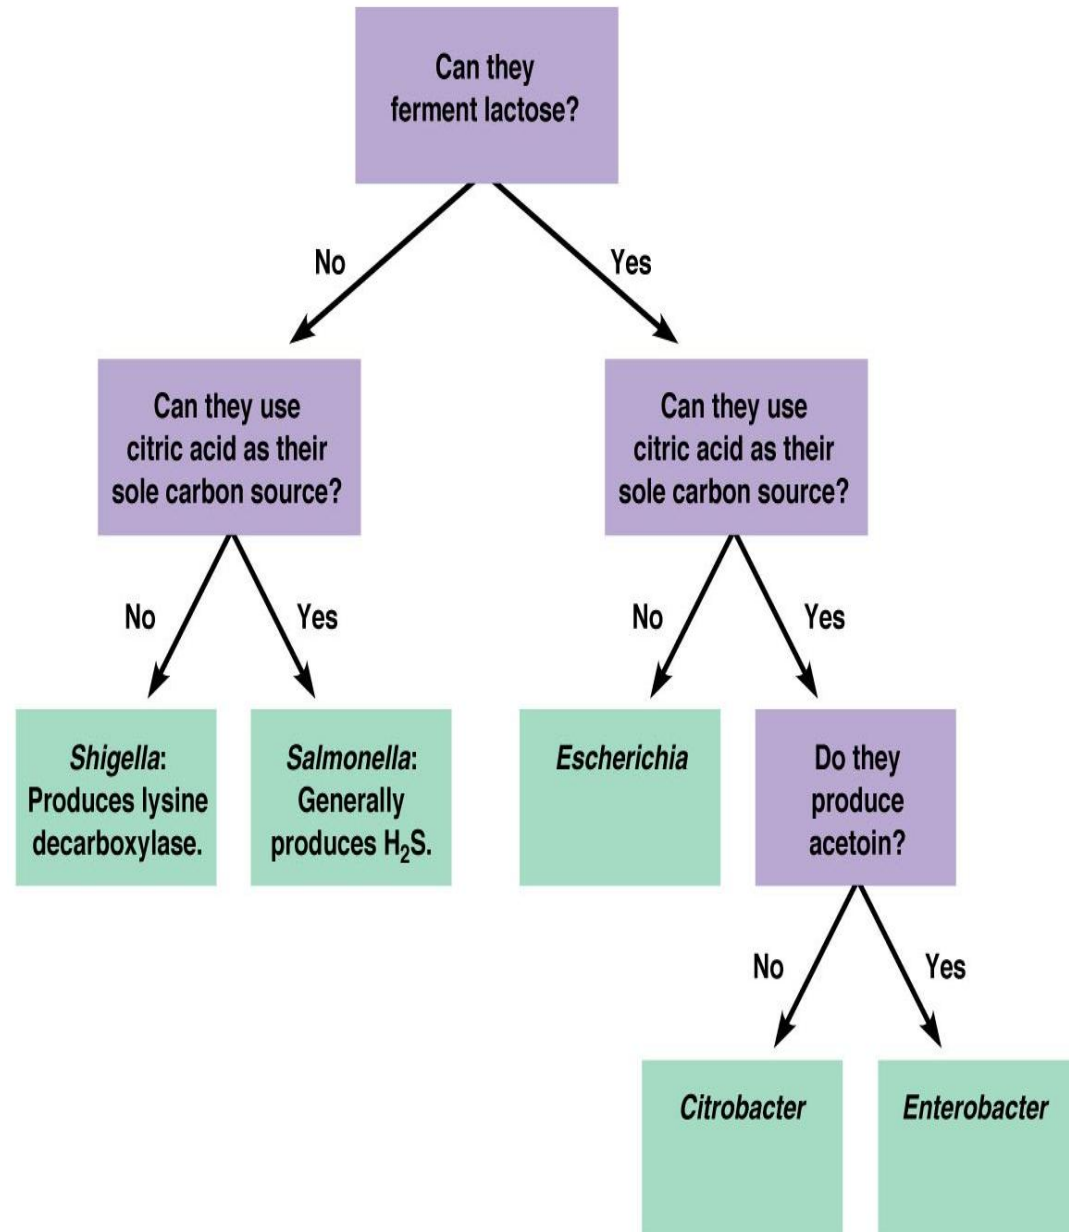 Can they
ferment lactose?
No
Yes
Can they use
citric acid as their
sole carbon source?
Can they use
citric acid as their
sole carbon source?
No
Yes
No
Yes
Shigella:
Produces lysine
decarboxylase.
Salmonella:
Generally
produces H₂S.
Escherichia
Do they
produce
acetoin?
No
Yes
Citrobacter
Enterobacter